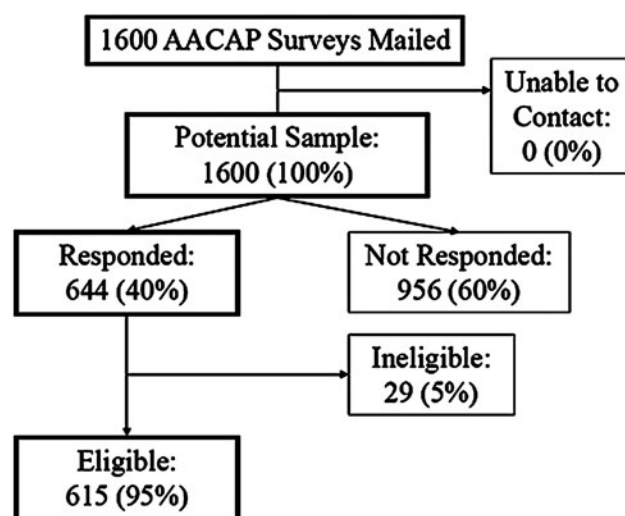 1600 AACAP Surveys Mailed
Unable to
Contact:
0 (0%)
Potential Sample:
1600 (100%)
Responded:
644 (40%)
Not Responded:
956 (60%)
Ineligible:
29 (5%)
Eligible:
615 (95%)